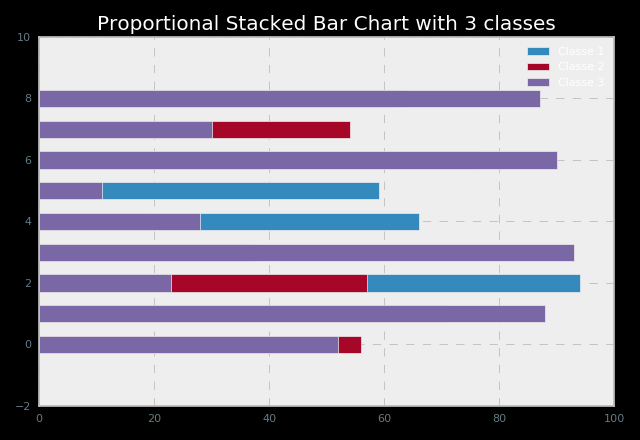 Proportional Stacked Bar Chart with 3 classes
10
8
6
4
2
0
−2
0 20 40 60 80 100
Classe 1
Classe 2
Classe 3